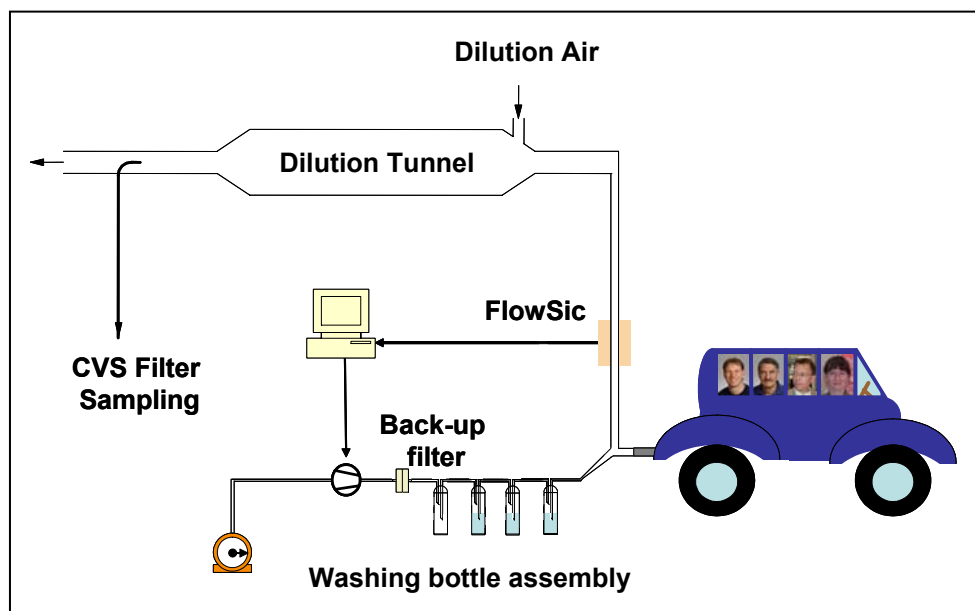 Dilution Air
Dilution Tunnel
FlowSic
CVS Filter
Sampling
Back-up
filter
Washing bottle assembly